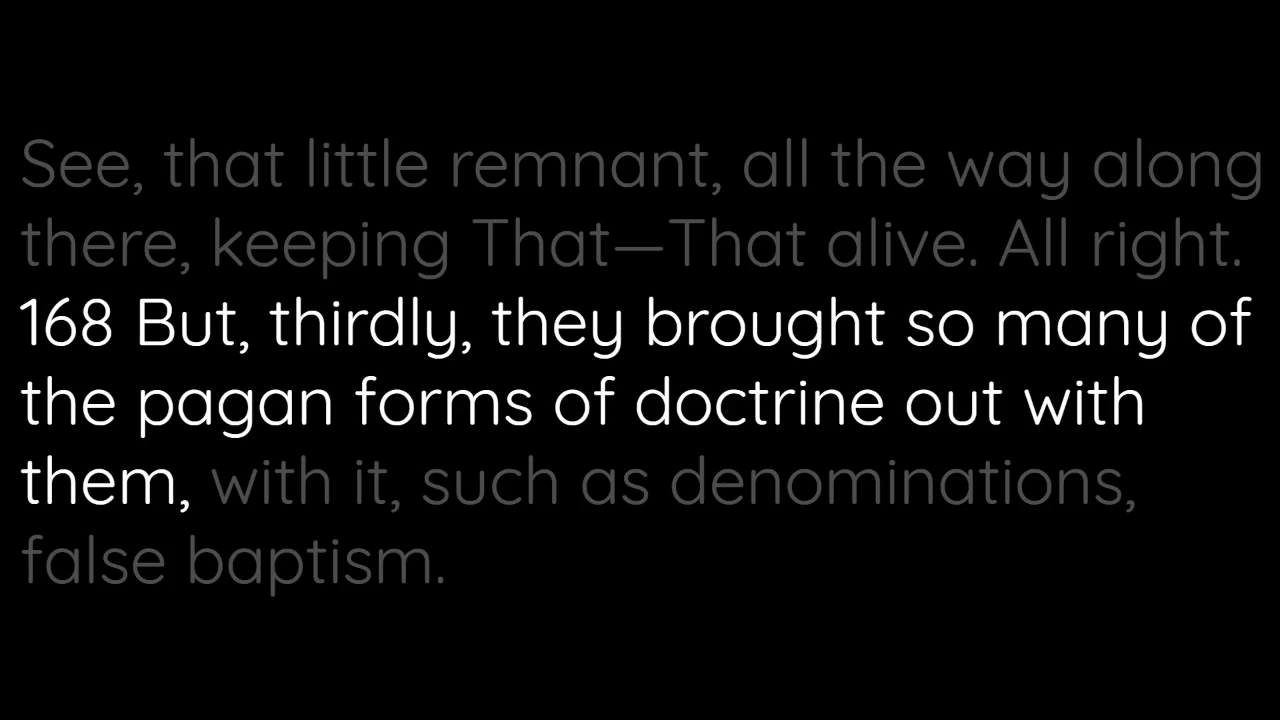 See, that little remnant, all the way along
there, keeping That—That alive. All right.
168 But, thirdly, they brought so many of
the pagan forms of doctrine out with
them, with it, such as denominations,
false baptism.